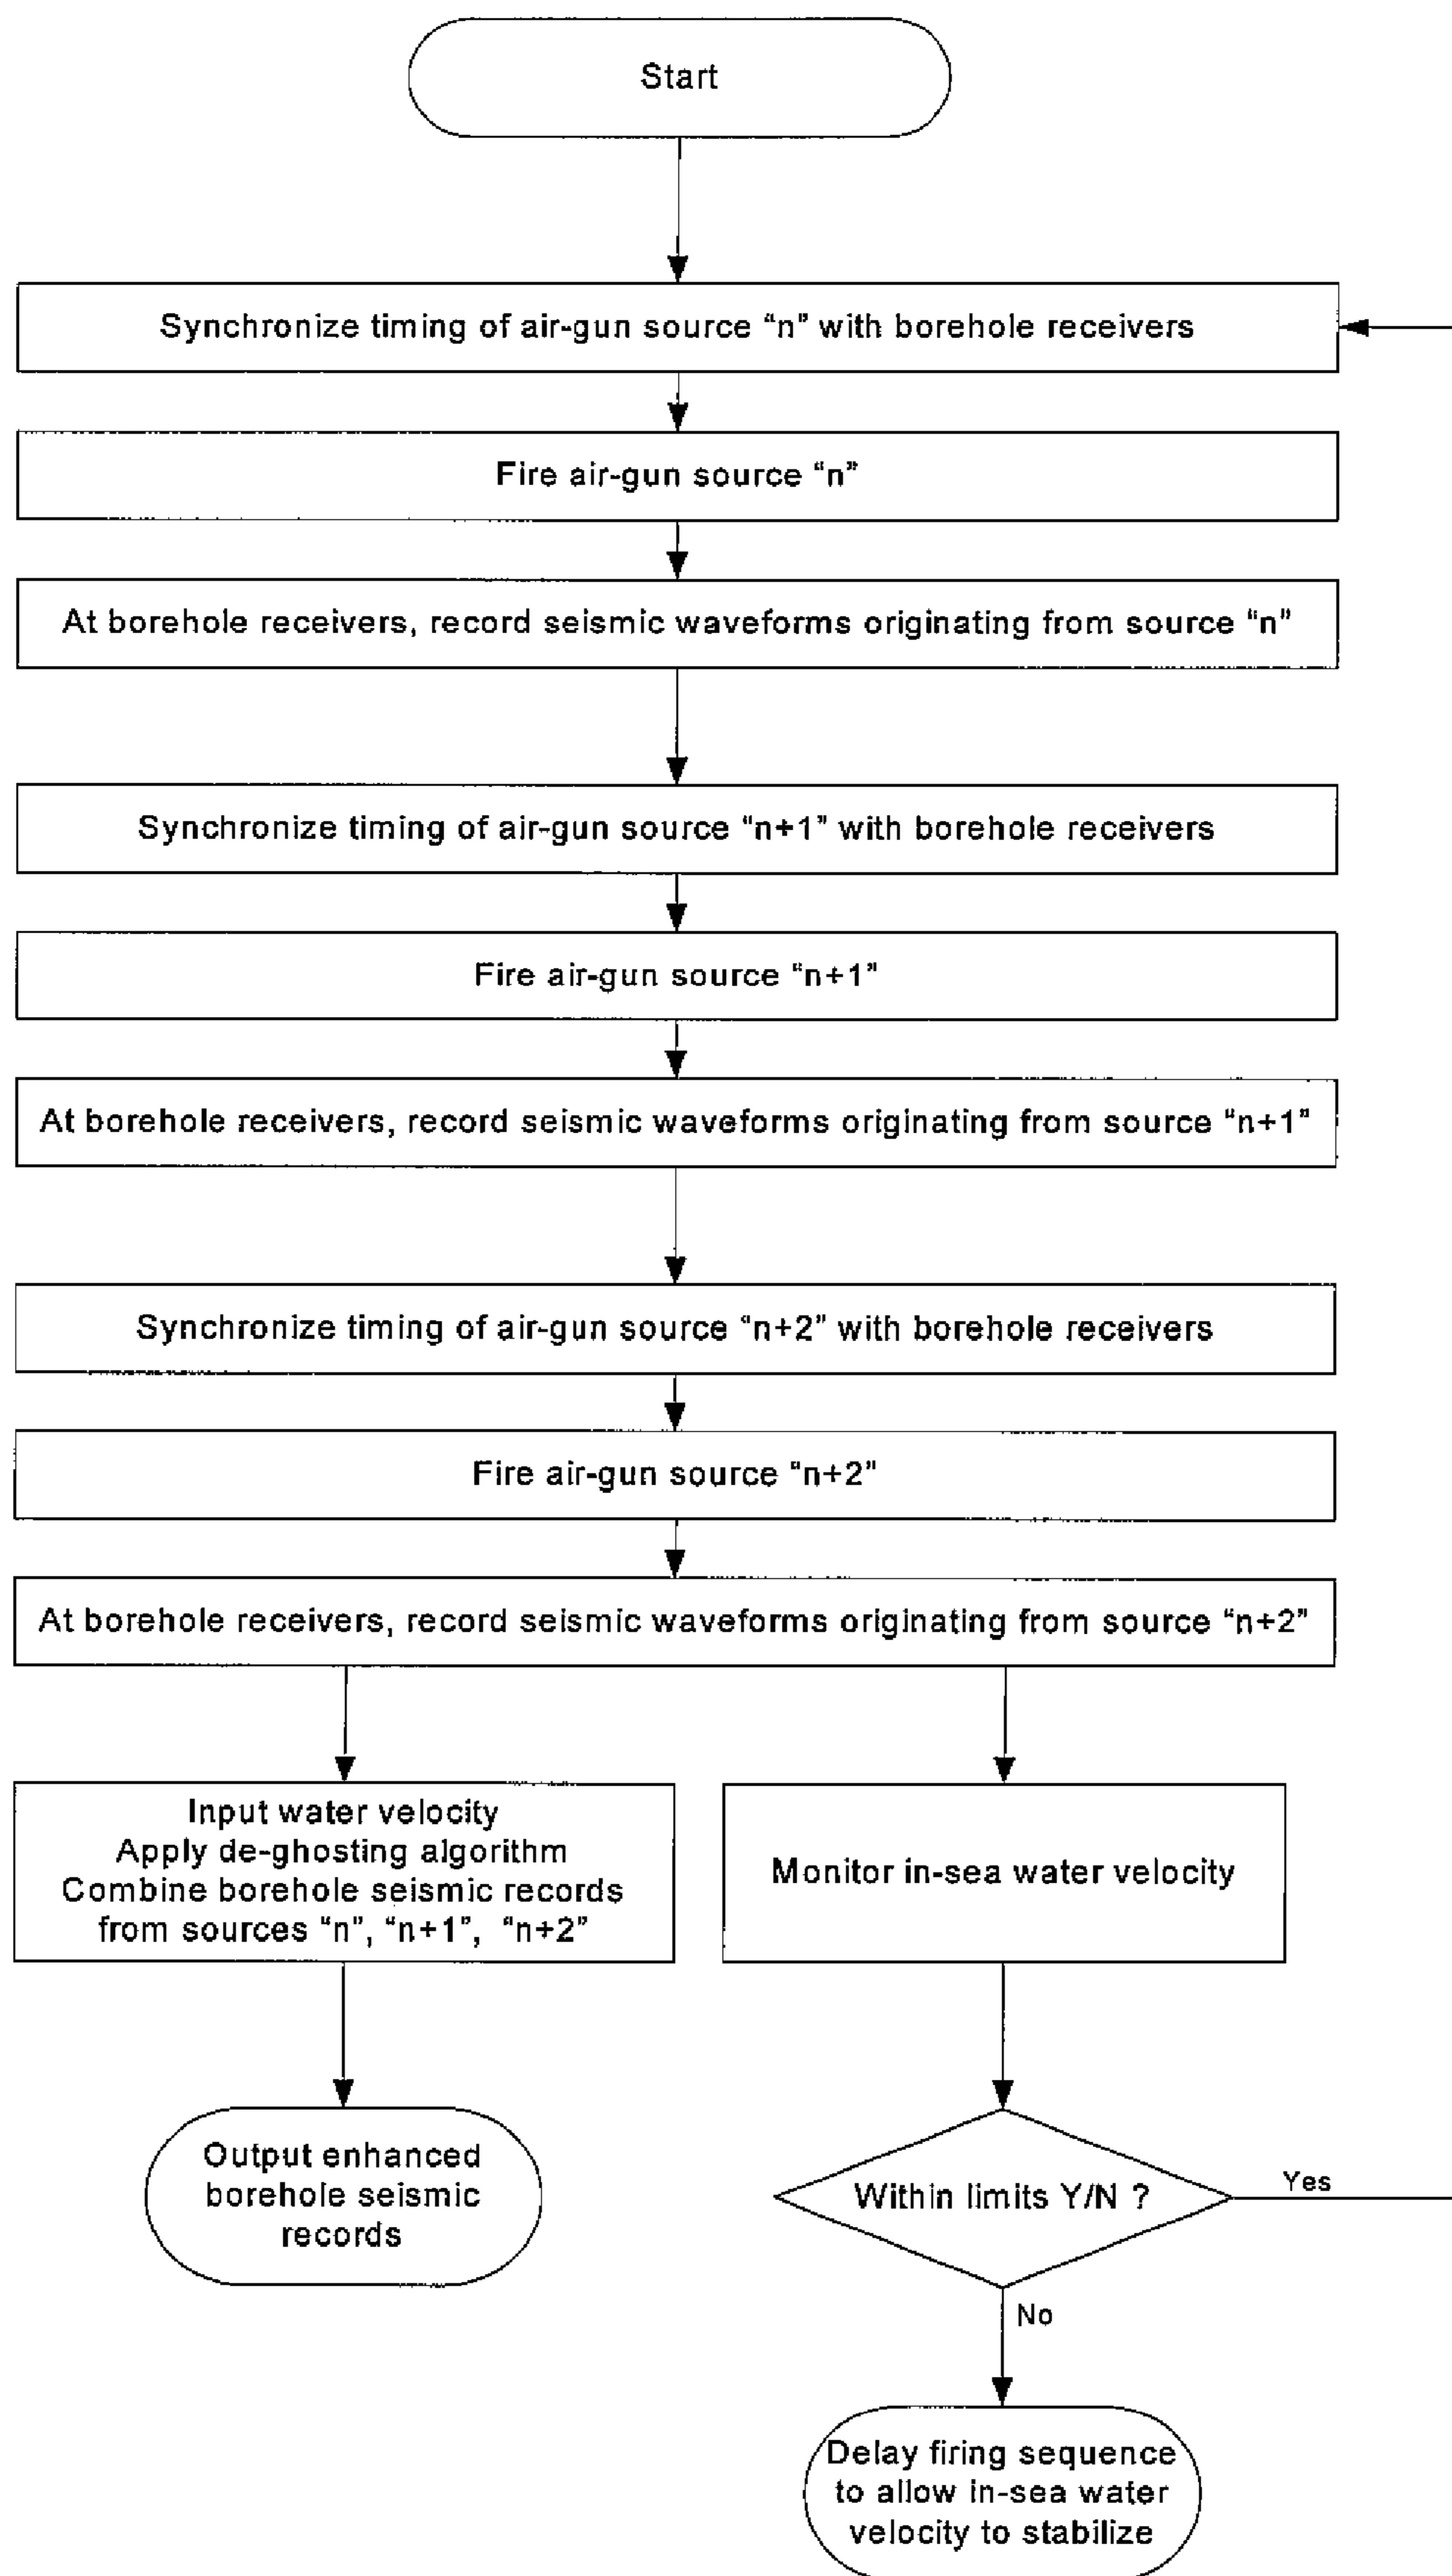 Start
Synchronize timing of air-gun source “n” with borehole receivers
Fire air-gun source “n”
At borehole receivers, record seismic waveforms originating from source “n”
Synchronize timing of air-gun source “n+1” with borehole receivers
Fire air-gun source “n+1”
At borehole receivers, record seismic waveforms originating from source “n+1”
Synchronize timing of air-gun source “n+2” with borehole receivers
Fire air-gun source “n+2”
At borehole receivers, record seismic waveforms originating from source “n+2”
Input water velocity
Apply de-ghosting algorithm
Combine borehole seismic records
from sources “n”, “n+1”, “n+2”
Monitor in-sea water velocity
Output enhanced
borehole seismic
records
Within limits Y/N ?
Yes
No
Delay firing sequence
to allow in-sea water
velocity to stabilize